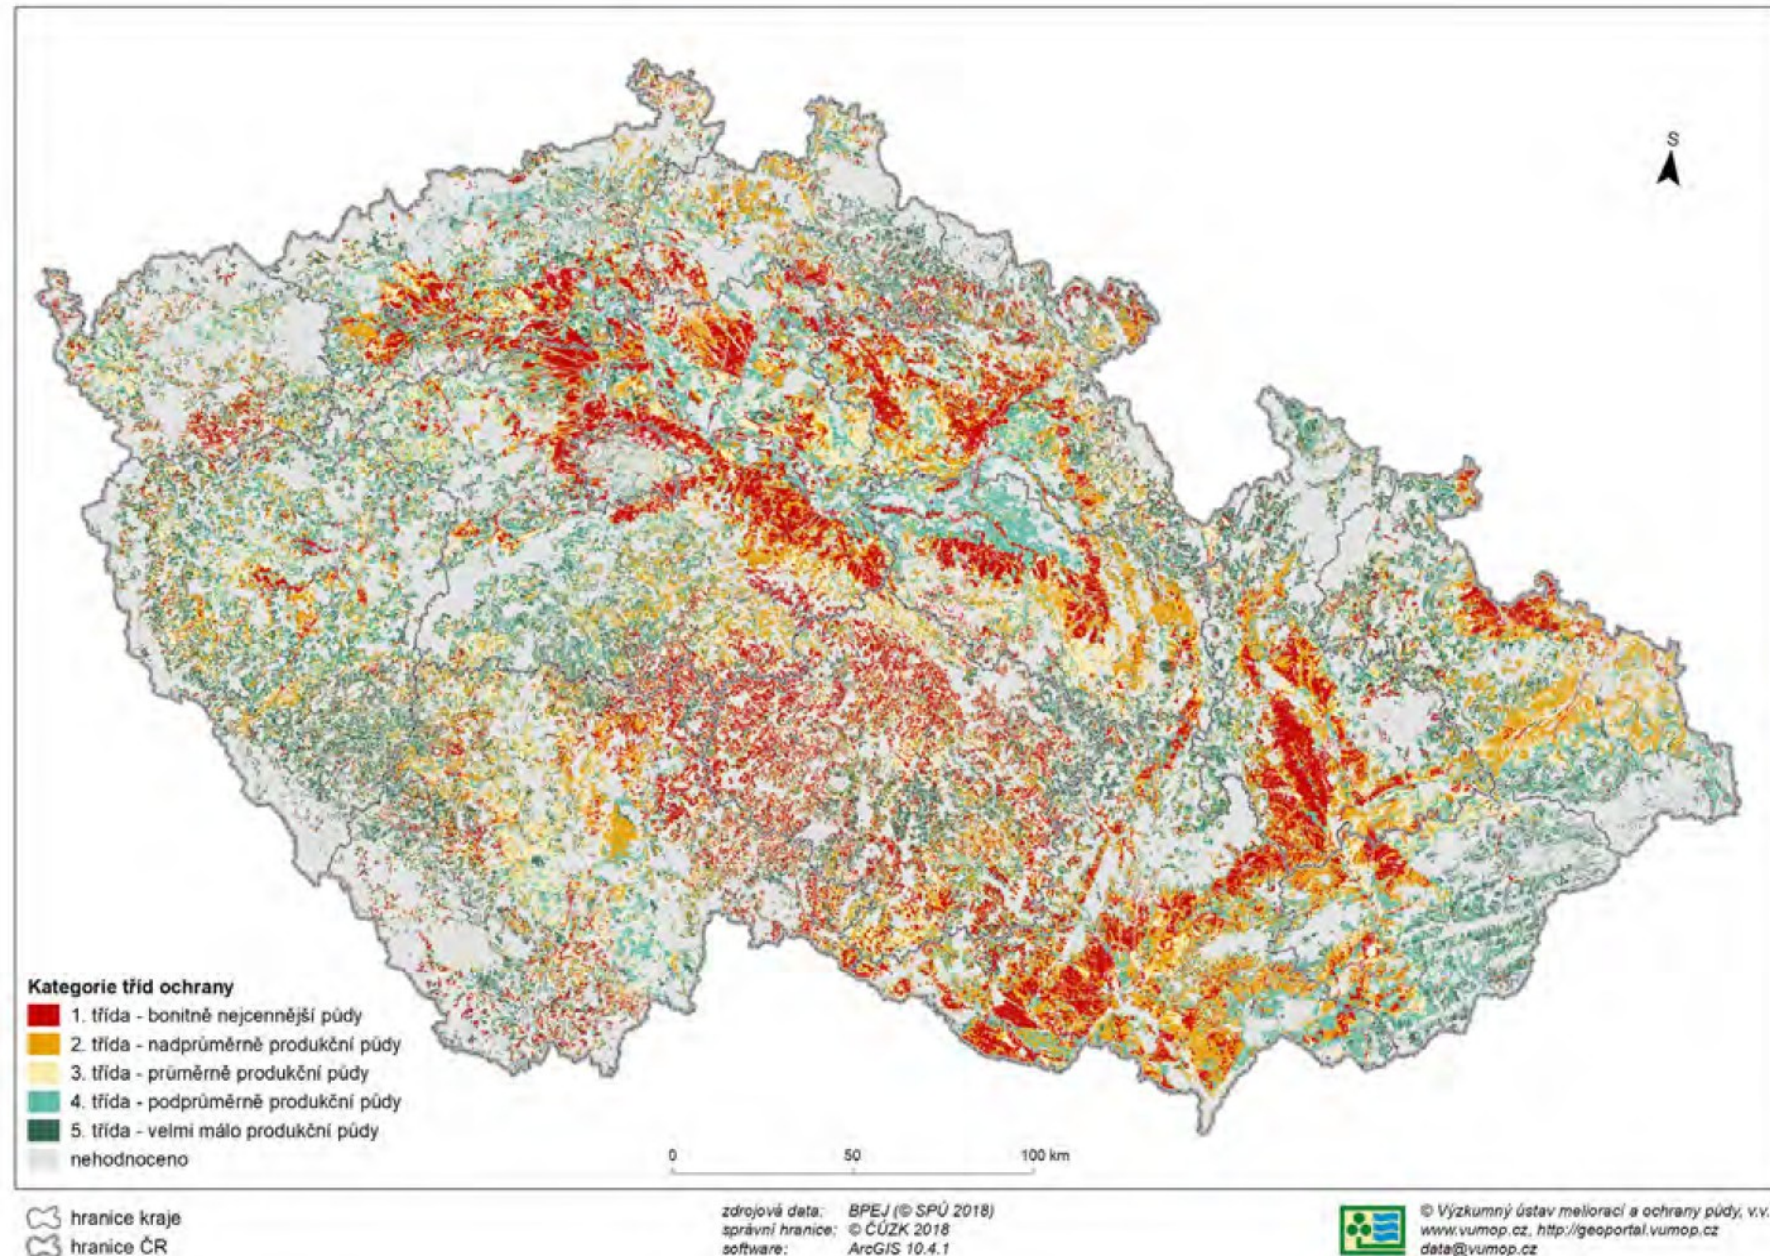 S
Kategorie tříd ochrany
1. třída - bonitně nejcennější půdy
2. třída - nadprůměrně produkční půdy
3. třída - průměrně produkční půdy
4. třída - podprůměrně produkční půdy
5. třída - velmi málo produkční půdy
nehodnoceno
0 50 100 km
hranice kraje
hranice ČR
zdrojová data: BPEJ (© SPÚ 2018)
správní hranice: © ČÚZK 2018
software: ArcGIS 10.4.1
© Výzkumný ústav meliorací a ochrany půdy, v.v.
www.vumop.cz, http://geoportal.vumop.cz
data@vumop.cz